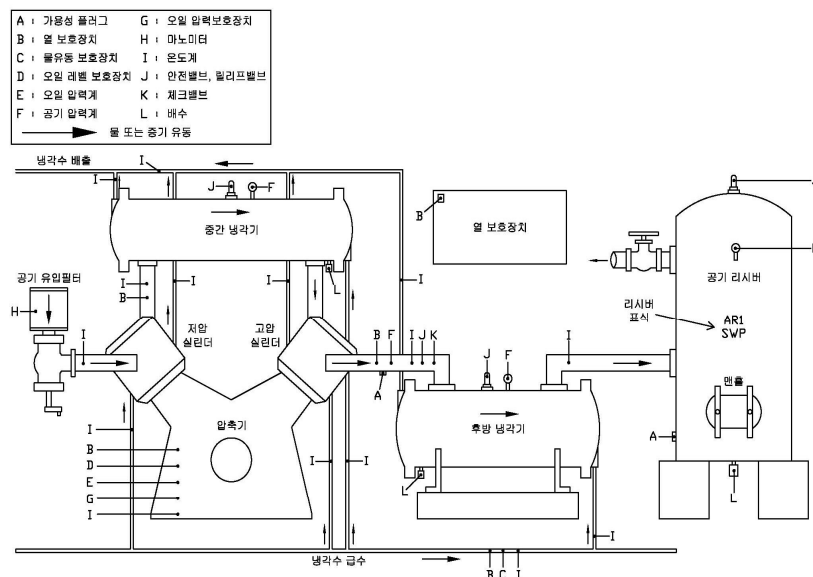 A : 가용성 플러그 G : 오일 압력보호장치
B : 열 보호장치 H : 마노미터
C : 물유동 보호장치 I : 온도계
D : 오일 레벨 보호장치 J : 안전밸브, 릴리프밸브
E : 오일 압력계 K : 체크밸브
F : 공기 압력계 L : 배수
물 또는 증기 유동
냉각수 배출 I
I J F
중간 냉각기
B
열 보호장치
공기 유입필터
I I I L I
B
H
공기 리시버
리시버
표식
AR1
SWP
저압
실린더
고압
실린더
I B F I J K J F I
A
맨홀
압축기
후방 냉각기
I
B
D
E
G
I
I I
L
A
L
I
냉각수 급수
B C I